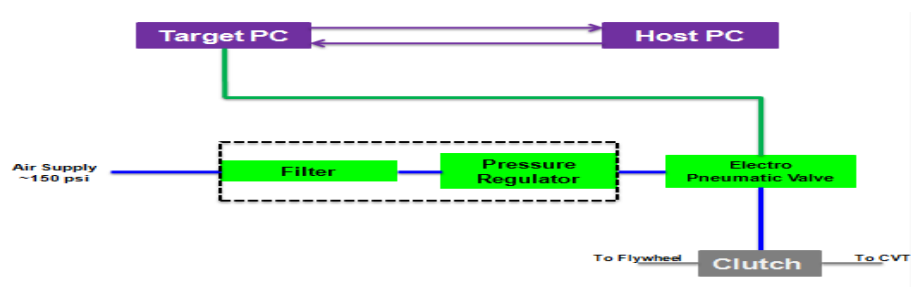 Target PC
Host PC
Air Supply
~150 psi
Filter
Pressure
Regulator
Electro
Pneumatic Valve
To Flywheel
Clutch
To CVT